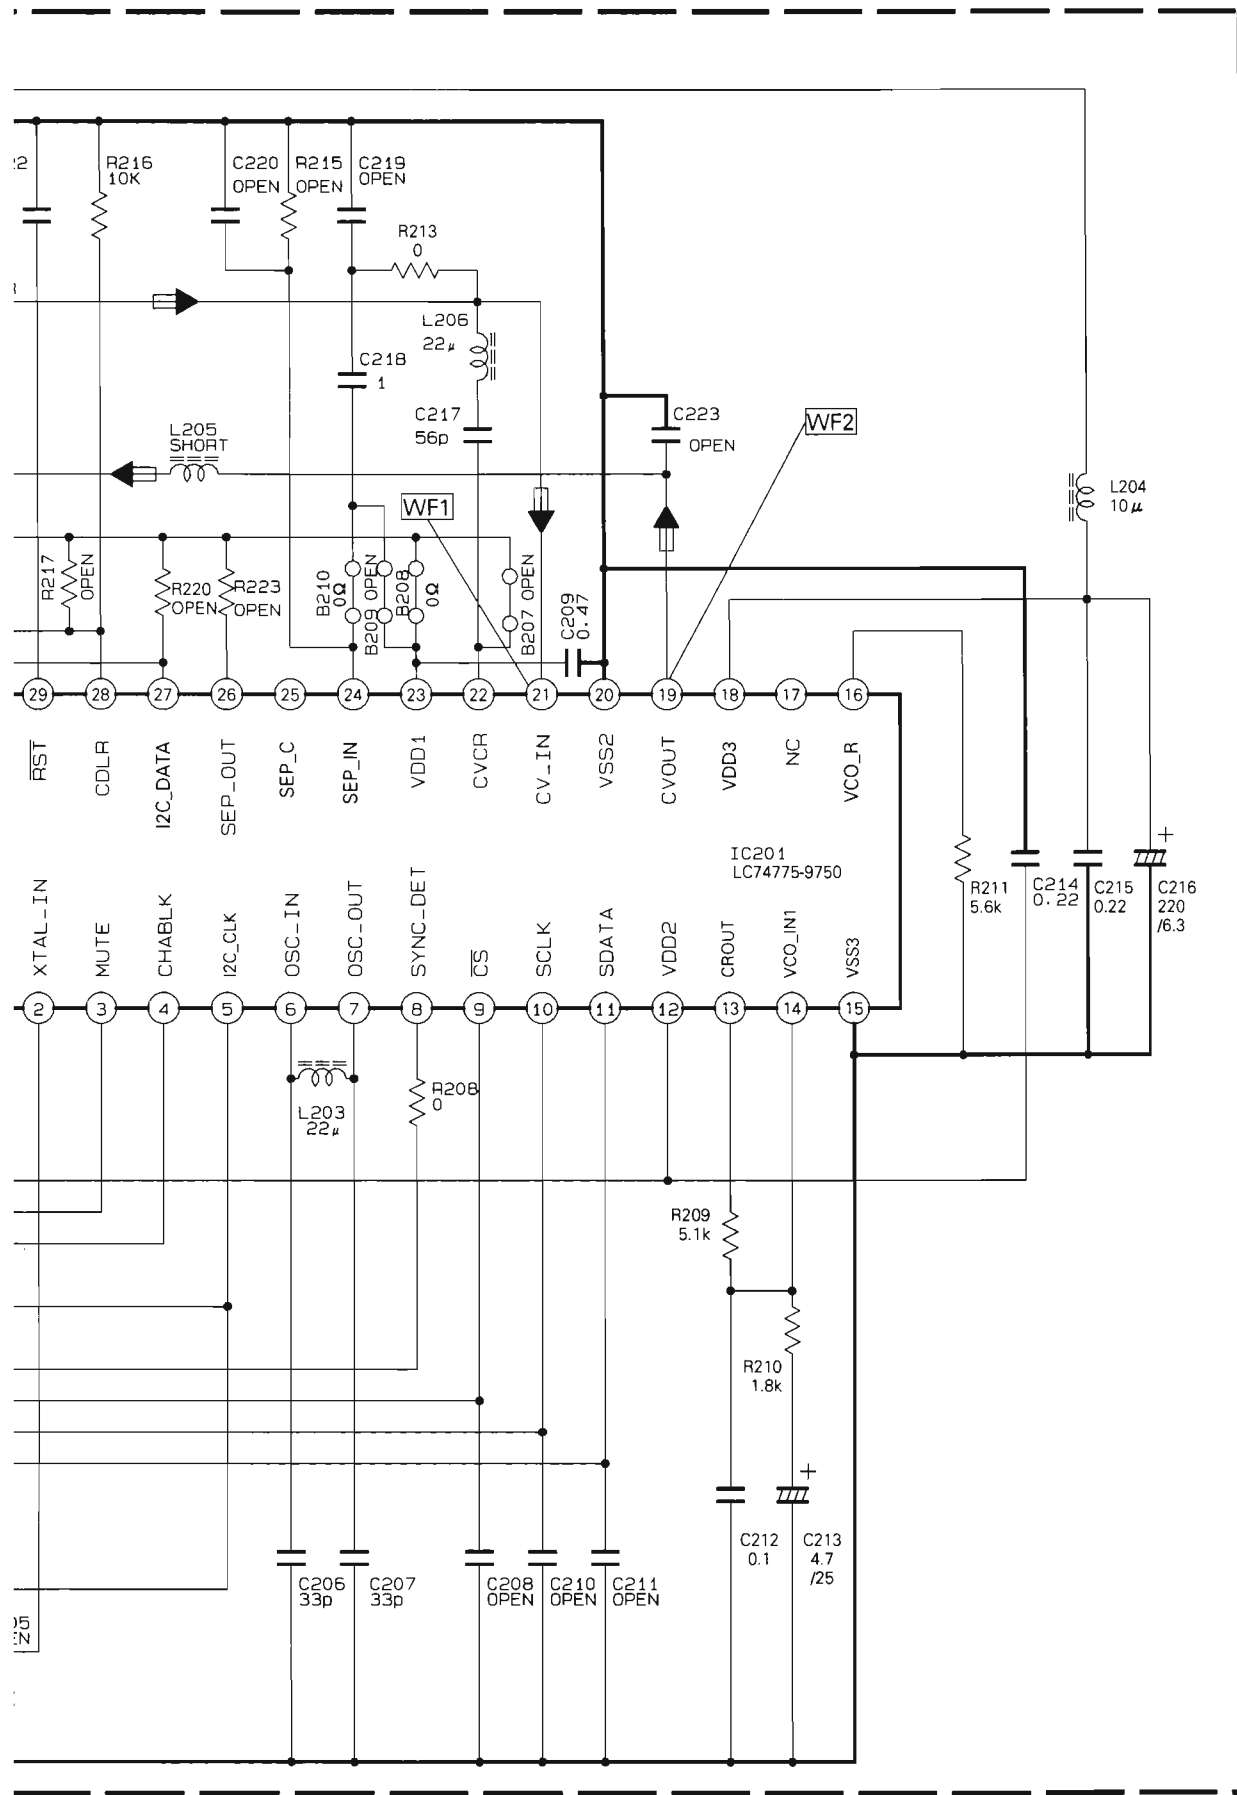 R216
10K
C220
OPEN
R215
OPEN
C219
OPEN
R213
0
L206
22μ
C218
1
C217
56p
C223
OPEN
WF2
L205
SHORT
WF1
L204
10μ
R217
OPEN
R220
OPEN
R223
OPEN
B210
0Ω
B209 OPEN
B208
0Ω
B207 OPEN
C209
0.47
29
28
27
26
25
24
23
22
21
20
19
18
17
16
RST
CDLR
I2C_DATA
SEP_OUT
SEP_C
SEP_IN
VDD1
CVCR
CV_IN
VSS2
CVOUT
VDD3
NC
VCO_R
IC201
LC74775-9750
R211
5.6k
C214
0.22
C215
0.22
+
C216
220
/6.3
XTAL_IN
MUTE
CHABLK
I2C_CLK
OSC_IN
OSC_OUT
SYNC_DET
CS
SCLK
SDATA
VDD2
CROUT
VCO_IN1
VSS3
2
3
4
5
6
7
8
9
10
11
12
13
14
15
L203
22μ
R208
0
R209
5.1k
R210
1.8k
+
C212
0.1
C213
4.7
/25
C206
33p
C207
33p
C208
OPEN
C210
OPEN
C211
OPEN